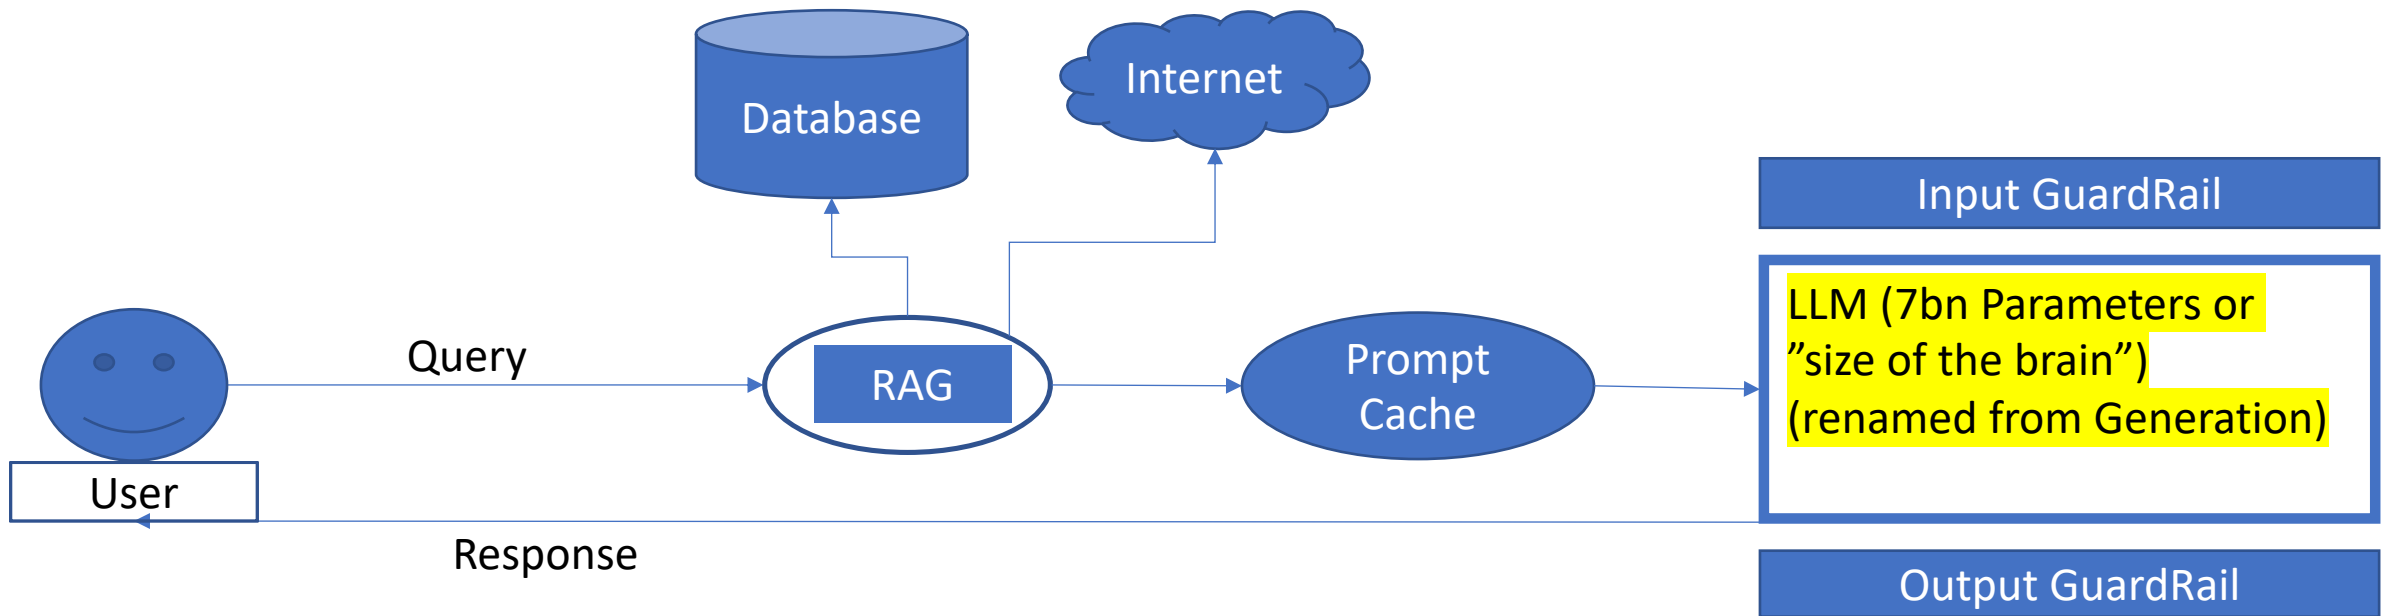 Database
Internet
Input GuardRail
Query
RAG
Prompt
Cache
LLM (7bn Parameters or
”size of the brain”)
(renamed from Generation)
User
Response
Output GuardRail